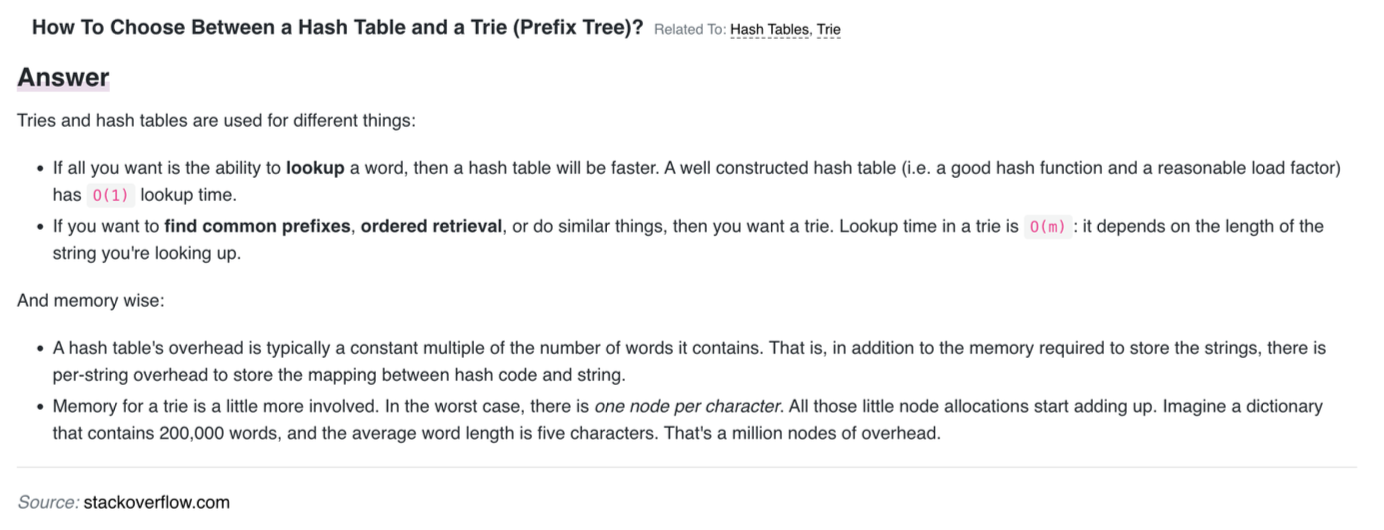 How To Choose Between a Hash Table and a Trie (Prefix Tree)? Related To: Hash Tables, Trie
Answer
Tries and hash tables are used for different things:
• If all you want is the ability to lookup a word, then a hash table will be faster. A well constructed hash table (i.e. a good hash function and a reasonable load factor)
has O(1) lookup time.
• If you want to find common prefixes, ordered retrieval, or do similar things, then you want a trie. Lookup time in a trie is O(m) : it depends on the length of the
string you're looking up.
And memory wise:
• A hash table's overhead is typically a constant multiple of the number of words it contains. That is, in addition to the memory required to store the strings, there is
per-string overhead to store the mapping between hash code and string.
• Memory for a trie is a little more involved. In the worst case, there is one node per character. All those little node allocations start adding up. Imagine a dictionary
that contains 200,000 words, and the average word length is five characters. That's a million nodes of overhead.
Source: stackoverflow.com